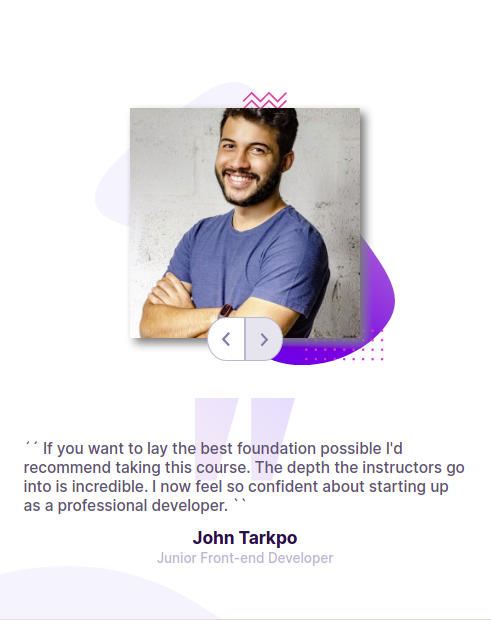 ´´ If you want to lay the best foundation possible I'd
recommend taking this course. The depth the instructors go
into is incredible. I now feel so confident about starting up
as a professional developer. ``
John Tarkpo
Junior Front-end Developer